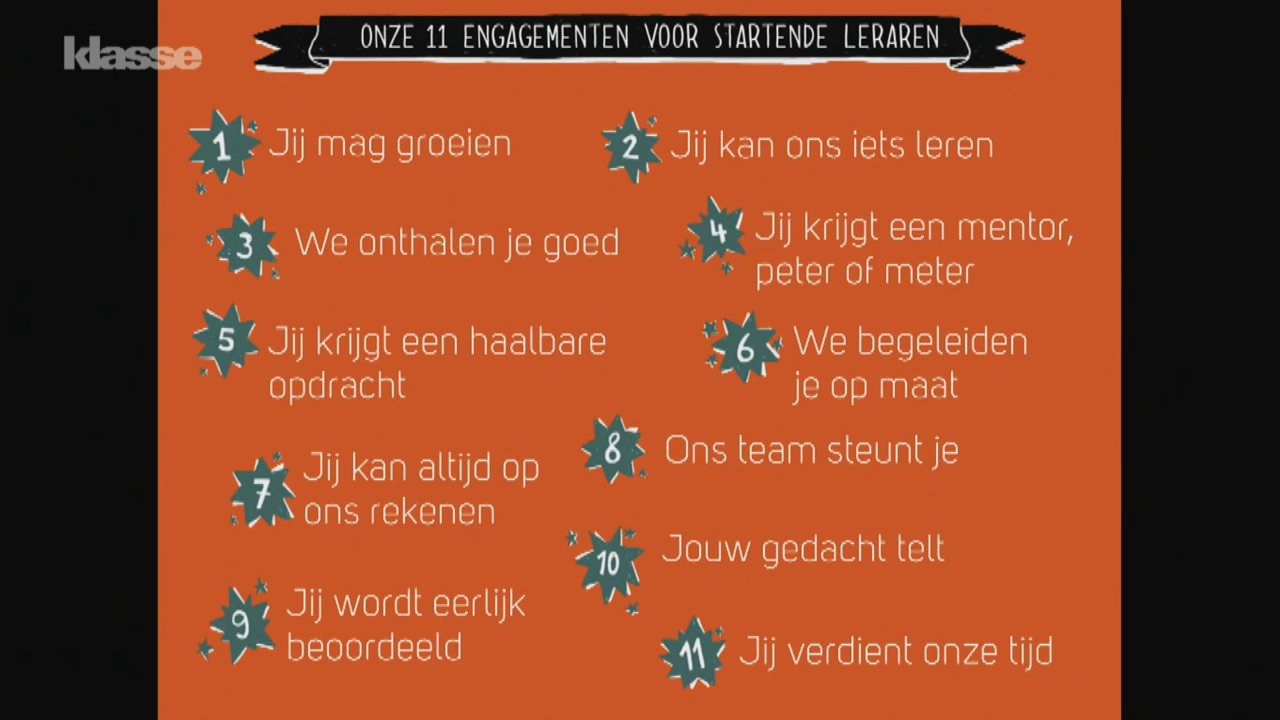 klasse
ONZE 11 ENGAGEMENTEN VOOR STARTENDE LERAREN
1 Jij mag groeien
2 Jij kan ons iets leren
3 We onthalen je goed
4 Jij krijgt een mentor,
peter of meter
5 Jij krijgt een haalbare
opdracht
6 We begeleiden
je op maat
7 Jij kan altijd op
ons rekenen
8 Ons team steunt je
9 Jij wordt eerlijk
beoordeeld
10 Jouw gedacht telt
11 Jij verdient onze tijd